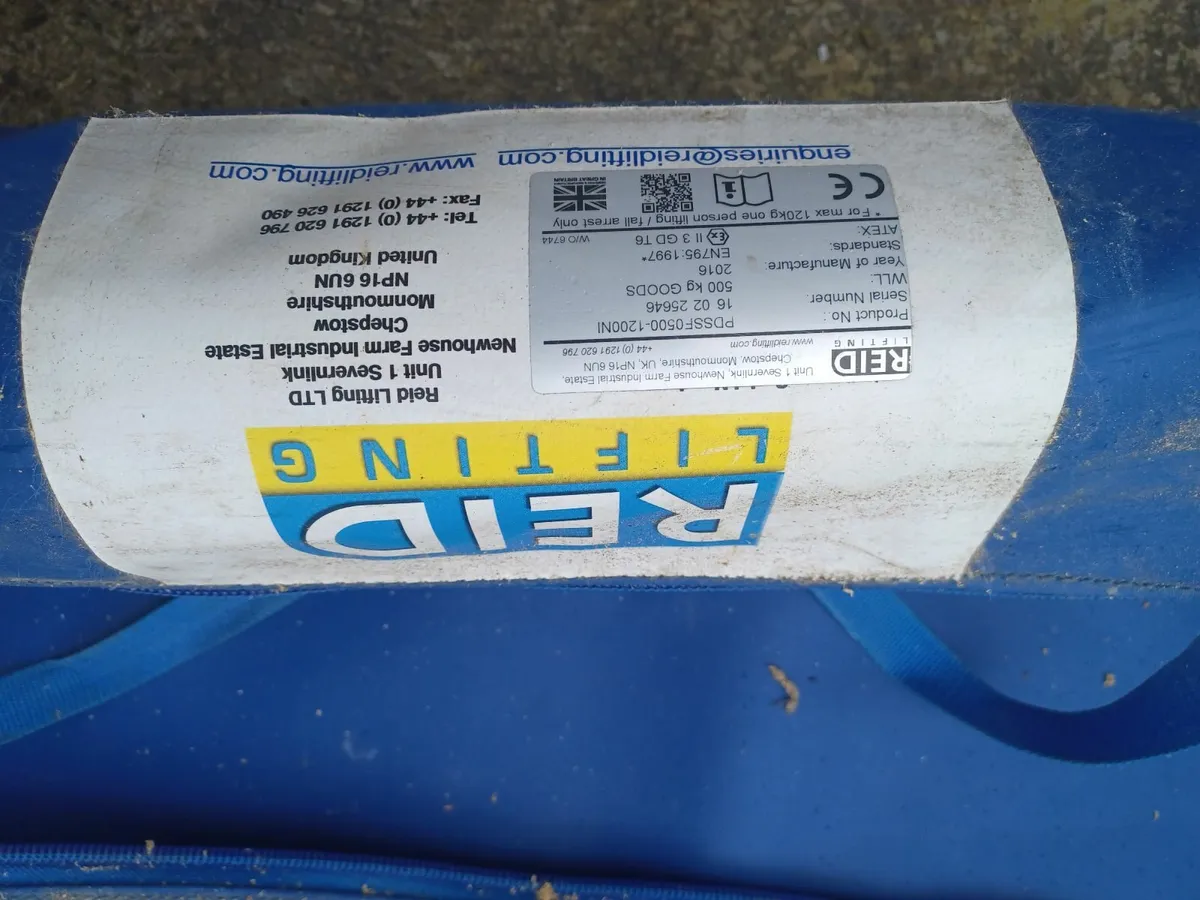 REID
LIFTING
Reid Lifting LTD
Unit 1 Severnlink
Newhouse Farm Industrial Estate
Chepstow
Monmouthshire
NP16 6UN
United Kingdom
Tel: +44 (0) 1291 620 796
Fax: +44 (0) 1291 626 490
enquiries@reidlifting.com www.reidlifting.com
REID
LIFTING
Unit 1 Severnlink, Newhouse Farm Industrial Estate,
Chepstow, Monmouthshire, UK, NP16 6UN
www.reidlifting.com +44 (0) 1291 620 796
Product No.: PDSSF0500-1200NI
Serial Number: 16 02 25646
WLL: 500 kg GOODS
Year of Manufacture: 2016
Standards: EN795:1997*
ATEX: Ex II 3 GD T6 W/O 6744
* For max 120kg one person lifting / fall arrest only
CE
IN GREAT BRITAIN